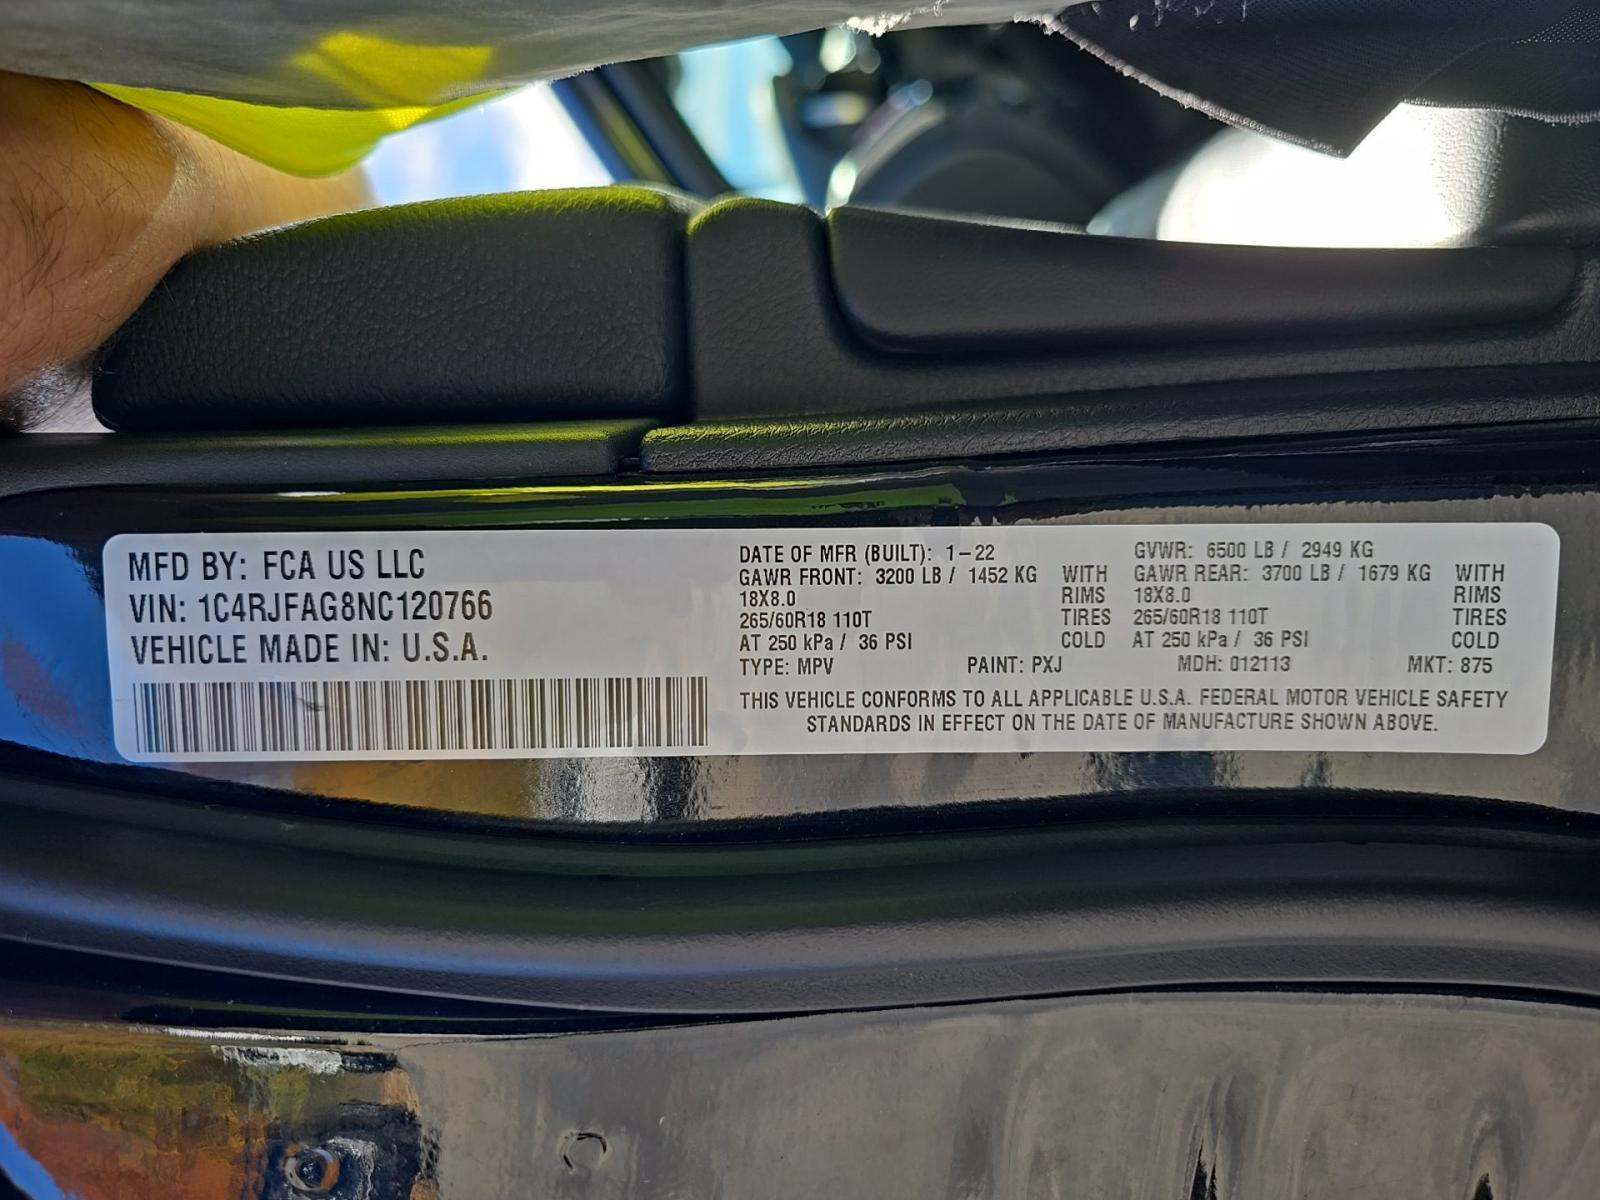 MFD BY: FCA US LLC
VIN: 1C4RJFAG8NC120766
VEHICLE MADE IN: U.S.A.
DATE OF MFR (BUILT): 1-22
GAWR FRONT: 3200 LB / 1452 KG WITH
18X8.0 RIMS
265/60R18 110T TIRES
AT 250 kPa / 36 PSI COLD
GVWR: 6500 LB / 2949 KG
GAWR REAR: 3700 LB / 1679 KG WITH
18X8.0 RIMS
265/60R18 110T TIRES
AT 250 kPa / 36 PSI COLD
TYPE: MPV PAINT: PXJ MDH: 012113 MKT: 875
THIS VEHICLE CONFORMS TO ALL APPLICABLE U.S.A. FEDERAL MOTOR VEHICLE SAFETY
STANDARDS IN EFFECT ON THE DATE OF MANUFACTURE SHOWN ABOVE.